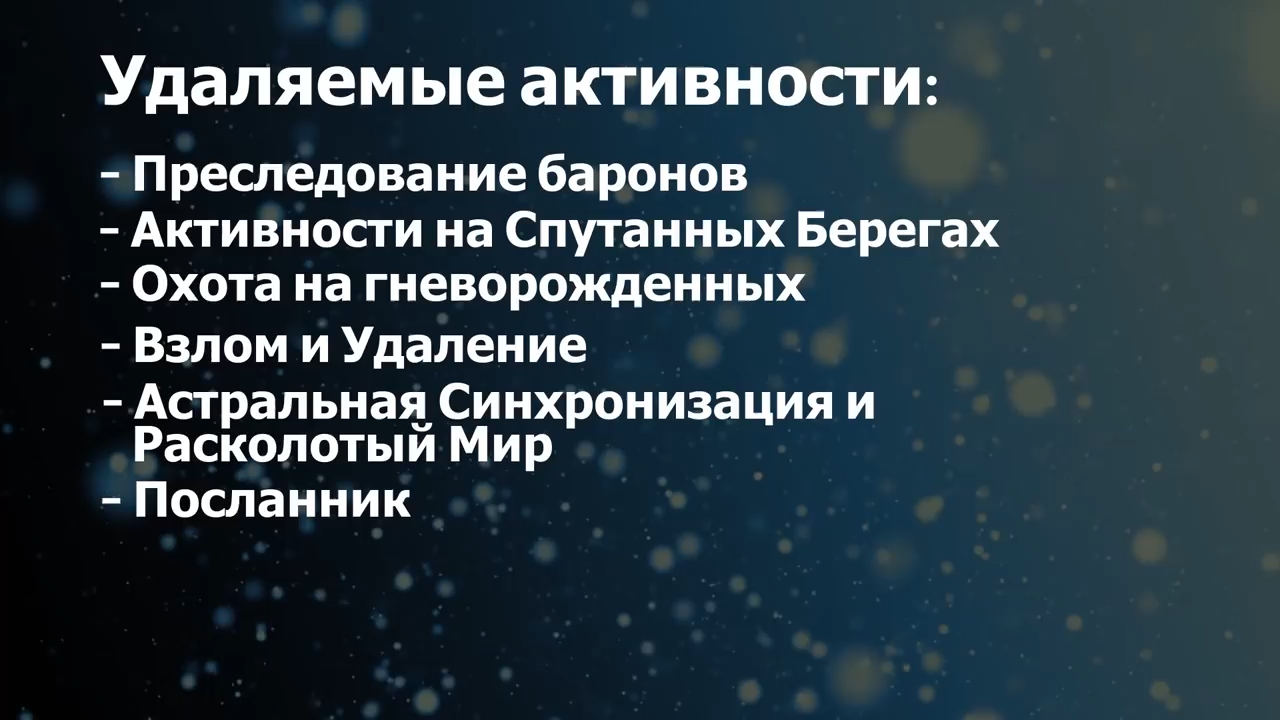 Удаляемые активности:
- Преследование баронов
- Активности на Спутанных Берегах
- Охота на гневорожденных
- Взлом и Удаление
- Астральная Синхронизация и
Расколотый Мир
- Посланник